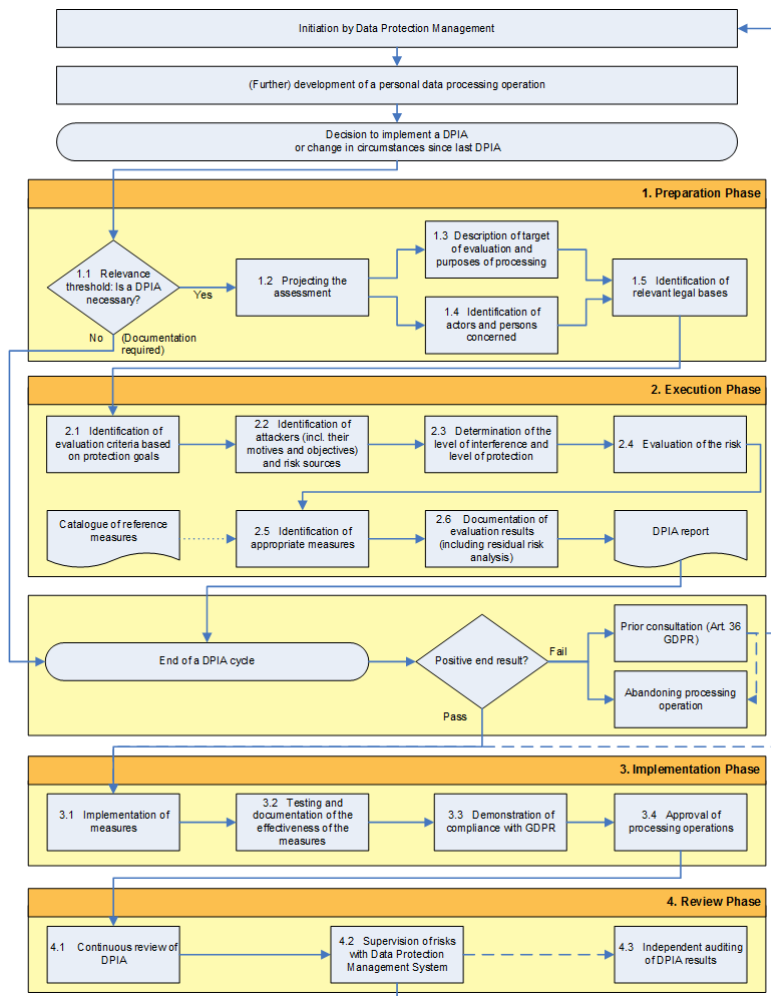 Initiation by Data Protection Management
(Further) development of a personal data processing operation
Decision to implement a DPIA
or change in circumstances since last DPIA
1. Preparation Phase
1.1 Relevance
threshold: Is a DPIA
necessary?
Yes
No (Documentation
required)
1.2 Projecting the
assessment
1.3 Description of target
of evaluation and
purposes of processing
1.4 Identification of
actors and persons
concerned
1.5 Identification of
relevant legal bases
2. Execution Phase
2.1 Identification of
evaluation criteria based
on protection goals
2.2 Identification of
attackers (incl. their
motives and objectives)
and risk sources
2.3 Determination of the
level of interference and
level of protection
2.4 Evaluation of the risk
Catalogue of reference
measures
2.5 Identification of
appropriate measures
2.6 Documentation of
evaluation results
(including residual risk
analysis)
DPIA report
End of a DPIA cycle
Positive end result?
Fail
Pass
Prior consultation (Art. 36
GDPR)
Abandoning processing
operation
3. Implementation Phase
3.1 Implementation of
measures
3.2 Testing and
documentation of the
effectiveness of the
measures
3.3 Demonstration of
compliance with GDPR
3.4 Approval of
processing operations
4. Review Phase
4.1 Continuous review of
DPIA
4.2 Supervision of risks
with Data Protection
Management System
4.3 Independent auditing
of DPIA results